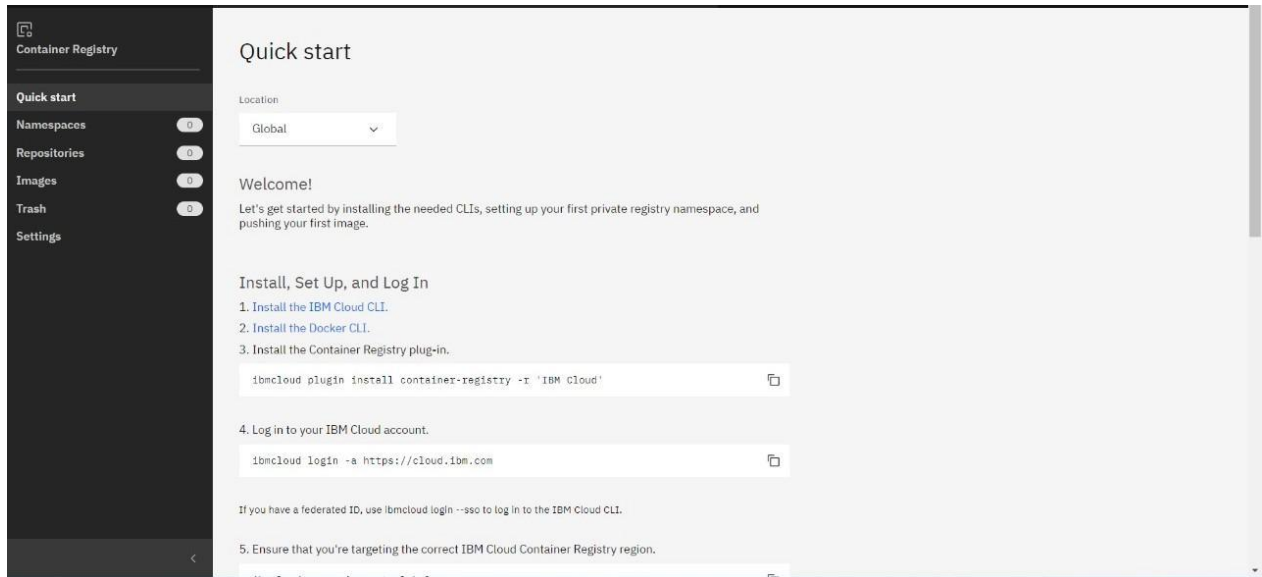 Container Registry
Quick start
Namespaces 0
Repositories 0
Images 0
Trash 0
Settings
Quick start
Location
Global
Welcome!
Let's get started by installing the needed CLIs, setting up your first private registry namespace, and
pushing your first image.
Install, Set Up, and Log In
1. Install the IBM Cloud CLI.
2. Install the Docker CLI.
3. Install the Container Registry plug-in.
ibmcloud plugin install container-registry -r 'IBM Cloud'
4. Log in to your IBM Cloud account.
ibmcloud login -a https://cloud.ibm.com
If you have a federated ID, use ibmcloud login --sso to log in to the IBM Cloud CLI.
5. Ensure that you're targeting the correct IBM Cloud Container Registry region.